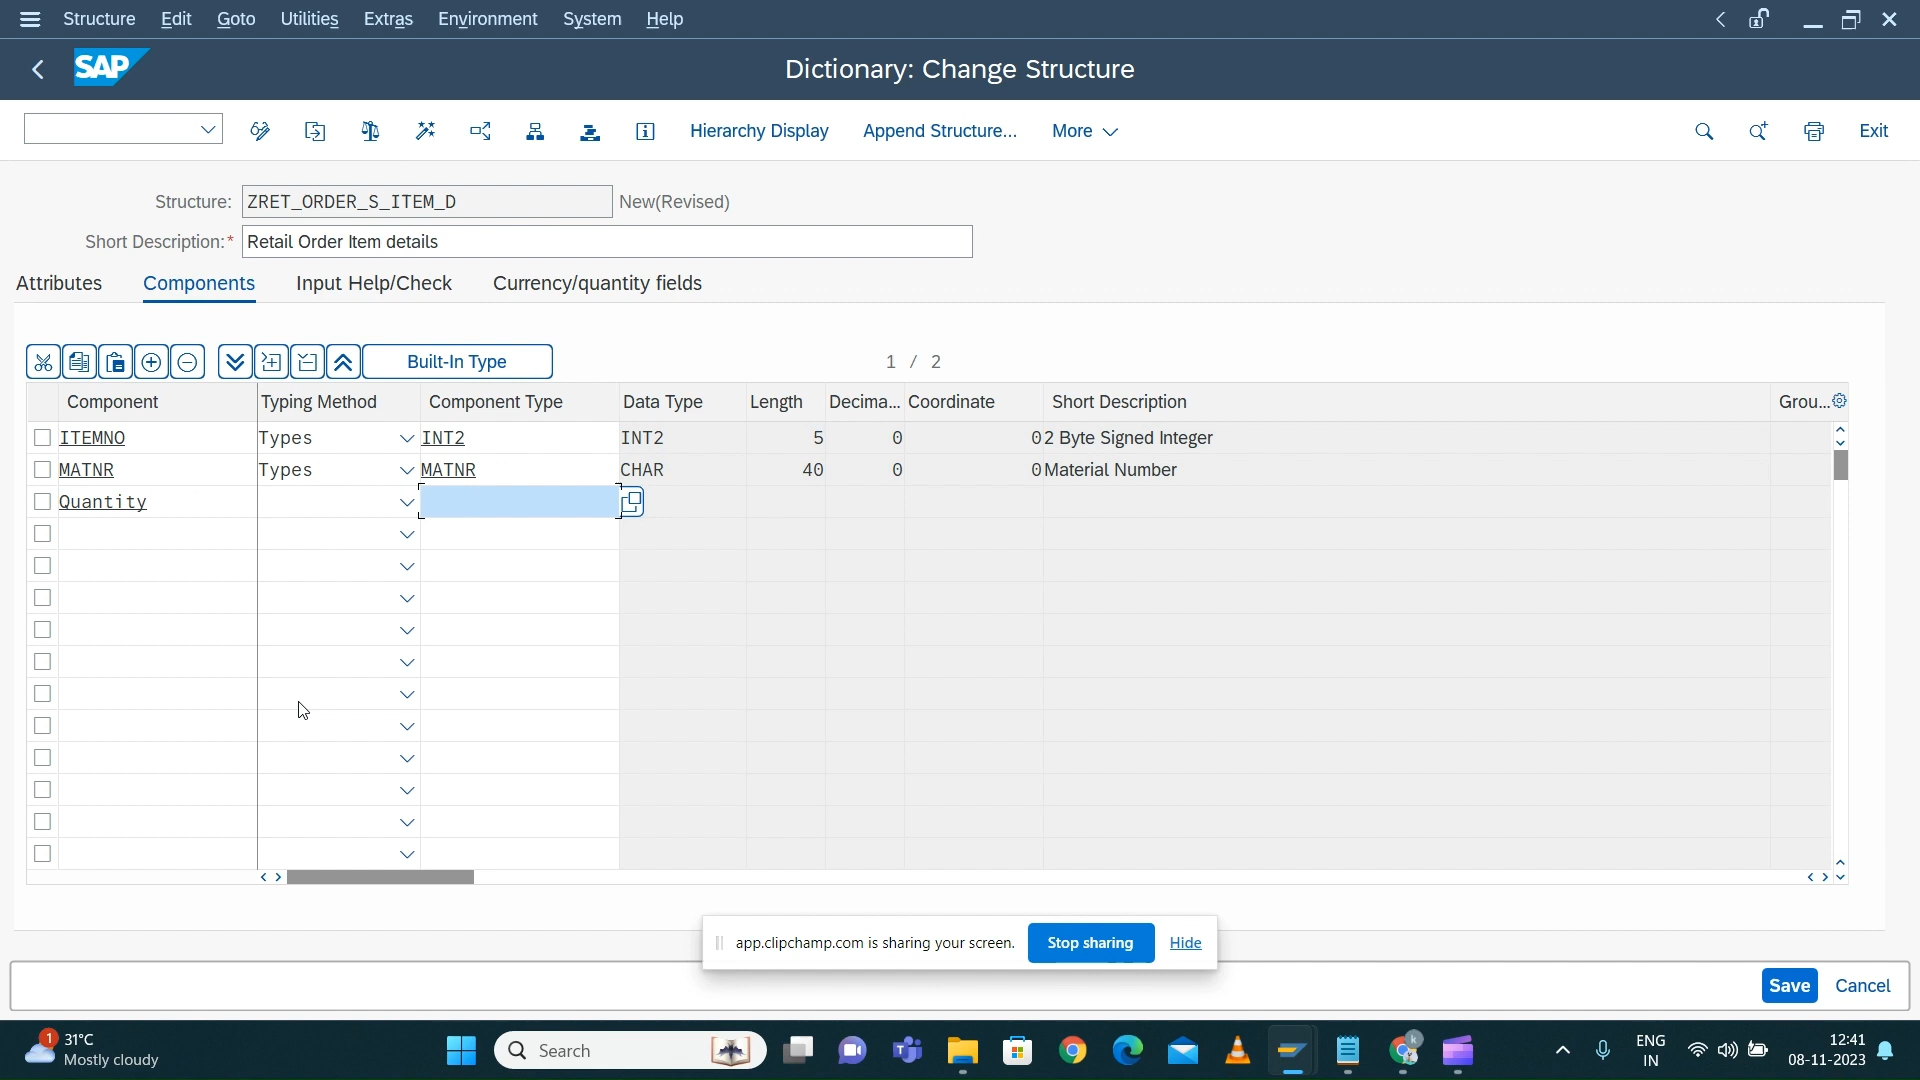 Structure Edit Goto Utilities Extras Environment System Help
SAP Dictionary: Change Structure
Hierarchy Display Append Structure... More Exit
Structure: ZRET_ORDER_S_ITEM_D New(Revised)
Short Description:* Retail Order Item details
Attributes Components Input Help/Check Currency/quantity fields
Built-In Type 1 / 2
Component Typing Method Component Type Data Type Length Decima... Coordinate Short Description Grou...
ITEMNO Types INT2 INT2 5 0 0 2 Byte Signed Integer
MATNR Types MATNR CHAR 40 0 0 Material Number
Quantity
app.clipchamp.com is sharing your screen. Stop sharing Hide
Save Cancel
1 31°C
Mostly cloudy
Search
ENG
IN
12:41
08-11-2023